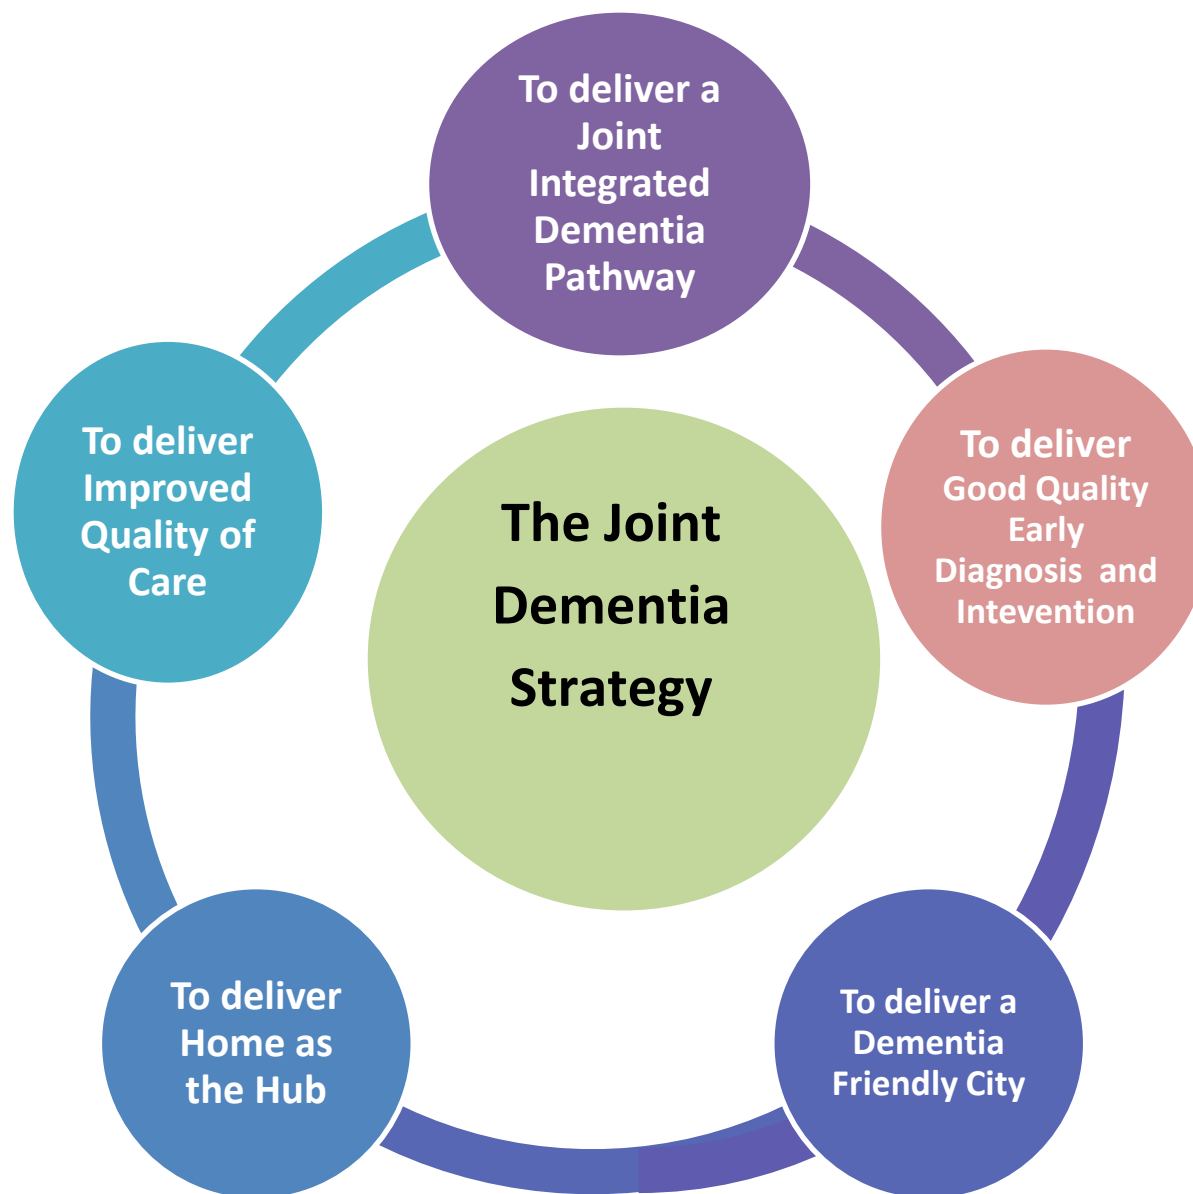 To deliver a
Joint
Integrated
Dementia
Pathway
To deliver
Good Quality
Early
Diagnosis and
Intevention
To deliver a
Dementia
Friendly City
To deliver
Home as
the Hub
To deliver
Improved
Quality of
Care
The Joint
Dementia
Strategy